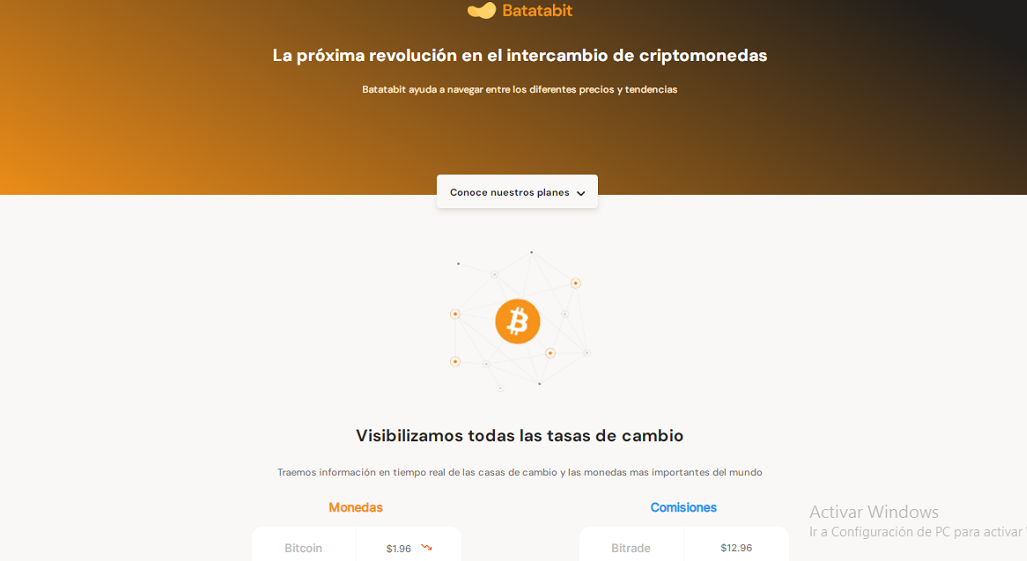 Batatabit
La próxima revolución en el intercambio de criptomonedas
Batatabit ayuda a navegar entre los diferentes precios y tendencias
Conoce nuestros planes
Visibilizamos todas las tasas de cambio
Traemos información en tiempo real de las casas de cambio y las monedas mas importantes del mundo
Monedas
Bitcoin $1.96
Comisiones
Bitrade $12.96
Activar Windows
Ir a Configuración de PC para activar